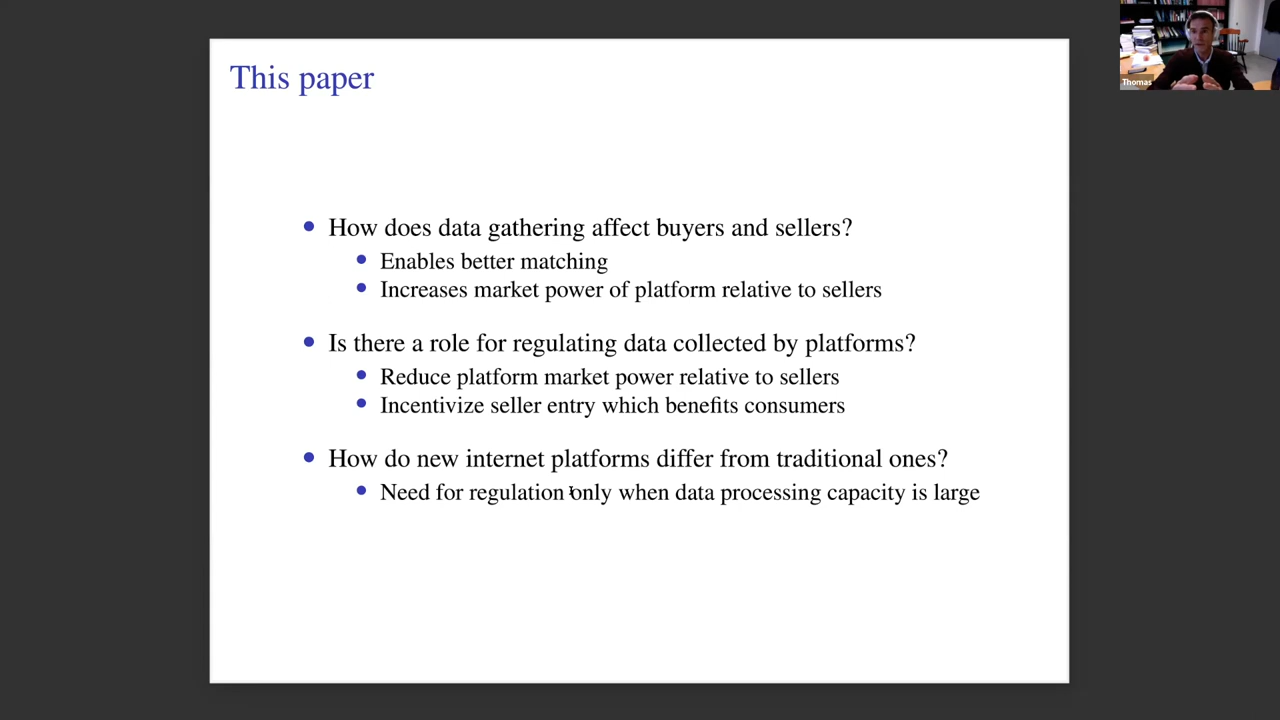 This paper
Thomas
• How does data gathering affect buyers and sellers?
• Enables better matching
• Increases market power of platform relative to sellers
• Is there a role for regulating data collected by platforms?
• Reduce platform market power relative to sellers
• Incentivize seller entry which benefits consumers
• How do new internet platforms differ from traditional ones?
• Need for regulation only when data processing capacity is large